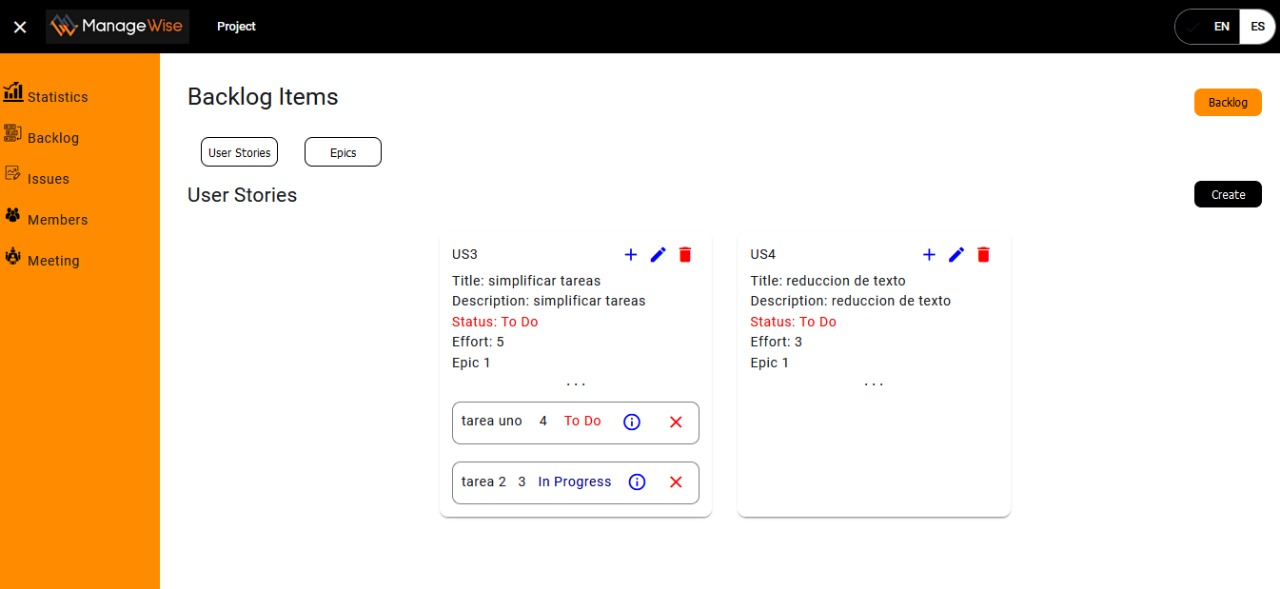 ManageWise Project EN ES
Statistics
Backlog
Issues
Members
Meeting
Backlog Items
Backlog
User Stories Epics
User Stories
Create
US3
Title: simplificar tareas
Description: simplificar tareas
Status: To Do
Effort: 5
Epic 1
...
tarea uno 4 To Do
tarea 2 3 In Progress
US4
Title: reduccion de texto
Description: reduccion de texto
Status: To Do
Effort: 3
Epic 1
...